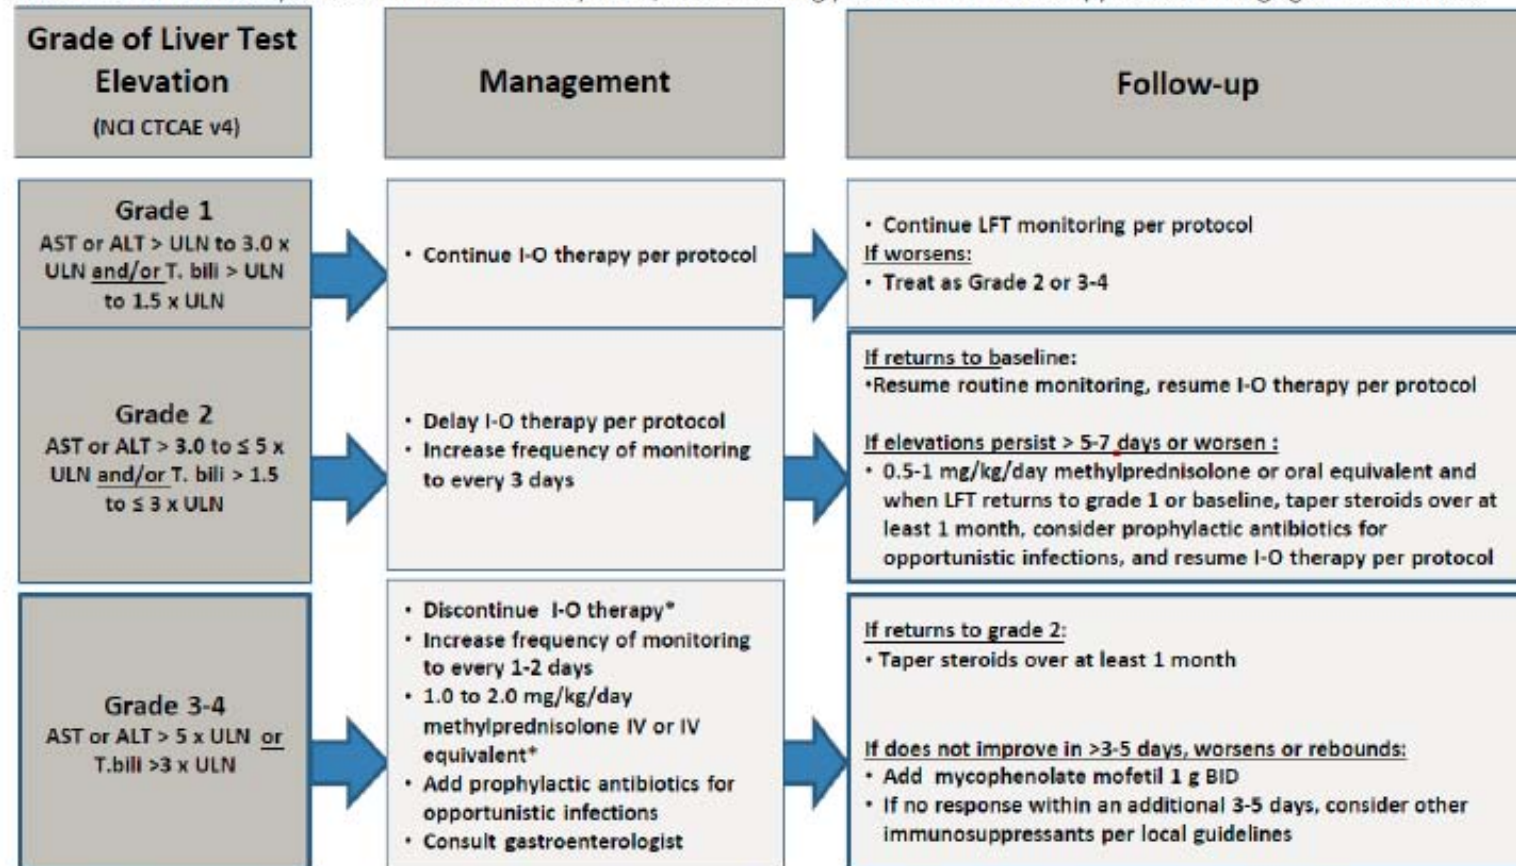 Grade of Liver Test
Elevation
(NCI CTCAE v4)
Management
Follow-up
Grade 1
AST or ALT > ULN to 3.0 x
ULN and/or T. bili > ULN
to 1.5 x ULN
• Continue I-O therapy per protocol
• Continue LFT monitoring per protocol
If worsens:
• Treat as Grade 2 or 3-4
Grade 2
AST or ALT > 3.0 to ≤ 5 x
ULN and/or T. bili > 1.5
to ≤ 3 x ULN
• Delay I-O therapy per protocol
• Increase frequency of monitoring
to every 3 days
If returns to baseline:
•Resume routine monitoring, resume I-O therapy per protocol
If elevations persist > 5-7 days or worsen :
• 0.5-1 mg/kg/day methylprednisolone or oral equivalent and
when LFT returns to grade 1 or baseline, taper steroids over at
least 1 month, consider prophylactic antibiotics for
opportunistic infections, and resume I-O therapy per protocol
Grade 3-4
AST or ALT > 5 x ULN or
T.bili >3 x ULN
• Discontinue I-O therapy*
• Increase frequency of monitoring
to every 1-2 days
• 1.0 to 2.0 mg/kg/day
methylprednisolone IV or IV
equivalent*
• Add prophylactic antibiotics for
opportunistic infections
• Consult gastroenterologist
If returns to grade 2:
• Taper steroids over at least 1 month
If does not improve in >3-5 days, worsens or rebounds:
• Add mycophenolate mofetil 1 g BID
• If no response within an additional 3-5 days, consider other
immunosuppressants per local guidelines